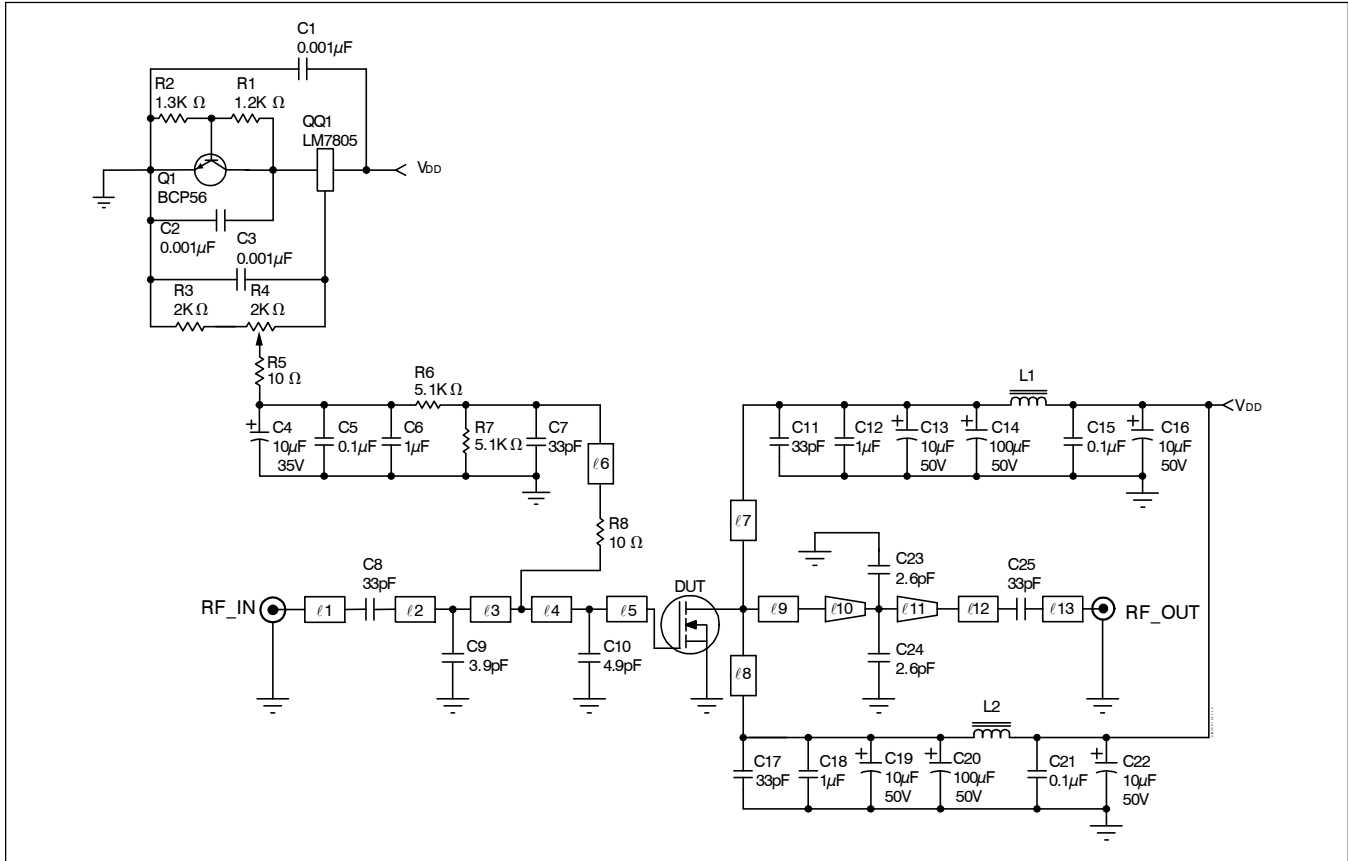 C1
0.001µF
R2
1.3K Ω
R1
1.2K Ω
QQ1
LM7805
VDD
Q1
BCP56
C2
0.001µF
C3
0.001µF
R3
2K Ω
R4
2K Ω
R5
10 Ω
R6
5.1K Ω
L1
VDD
C4
10µF
35V
C5
0.1µF
C6
1µF
R7
5.1K Ω
C7
33pF
ℓ6
C11
33pF
C12
1µF
C13
10µF
50V
C14
100µF
50V
C15
0.1µF
C16
10µF
50V
R8
10 Ω
ℓ7
C8
33pF
DUT
C23
2.6pF
C25
33pF
RF_IN
ℓ1
ℓ2
ℓ3
ℓ4
ℓ5
ℓ9
ℓ10
ℓ11
ℓ12
ℓ13
RF_OUT
C9
3.9pF
C10
4.9pF
C24
2.6pF
ℓ8
L2
C17
33pF
C18
1µF
C19
10µF
50V
C20
100µF
50V
C21
0.1µF
C22
10µF
50V